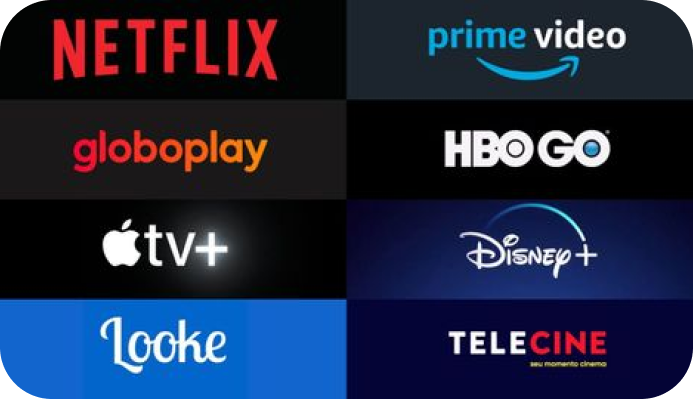 NETFLIX
prime video
globoplay
HBO GO
tv+
Disney+
Looke
TELECINE
seu momento cinema